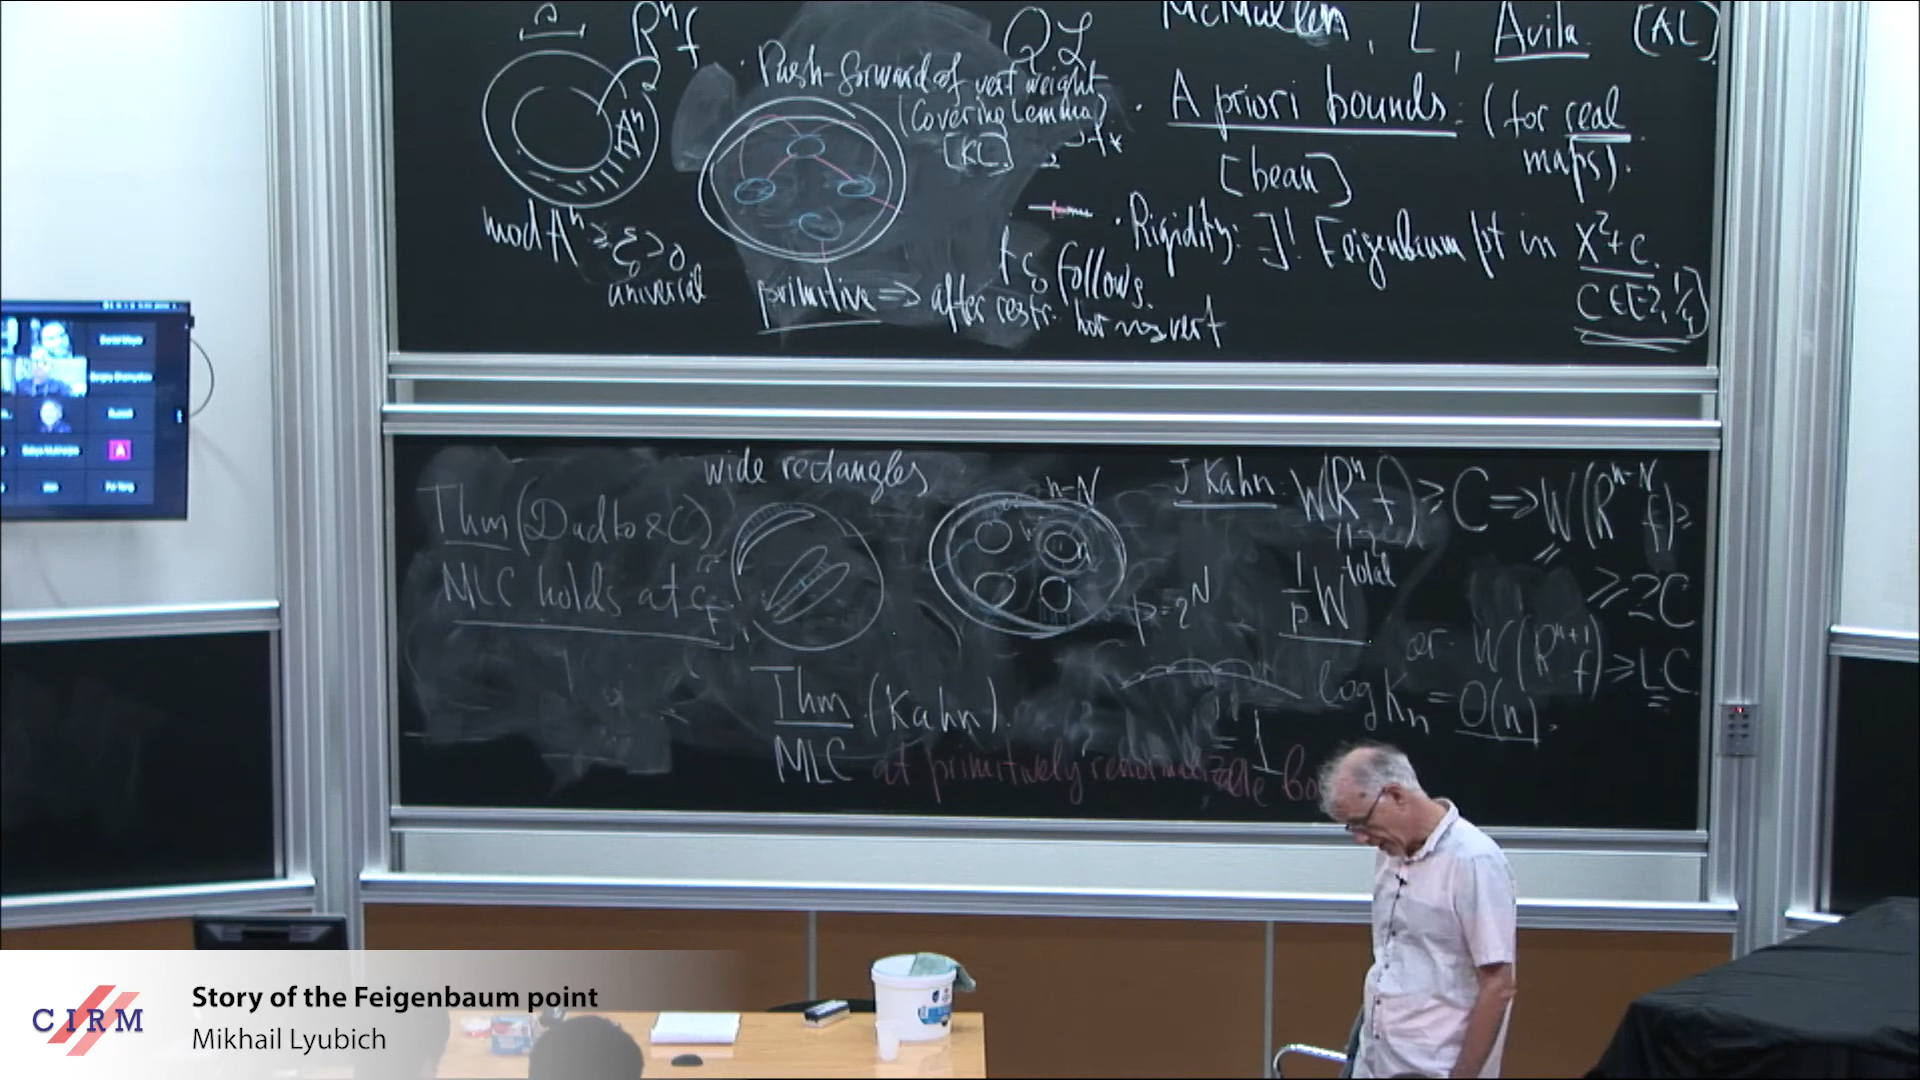 R^n f
mod A^n ≥ ξ_0 > 0
universal
A^n
Push-forward of vert weight
(Covering Lemma)
[KL]
primitive ⇒ after restr. hor → vert
follows.
QL
McMullen, L, Avila (AL)
· A priori bounds: (for real
maps).
[bean]
· Rigidity: ∃! Feigenbaum pt in x²+c.
c ∈ [-2, 1/4)
Thm (Dudko & L)
MLC holds at c_F
wide rectangles
n-N
n
p = 2^N
J Kahn: W(R^n f) ≥ C ⇒ W(R^{n-N} f) ≥
≥ 2C
1/p W^total
or W(R^{n+1} f) ≥ LC
log K_n = O(n).
Thm (Kahn).
MLC at primitively renormalizable
Story of the Feigenbaum point
CIRM
Mikhail Lyubich